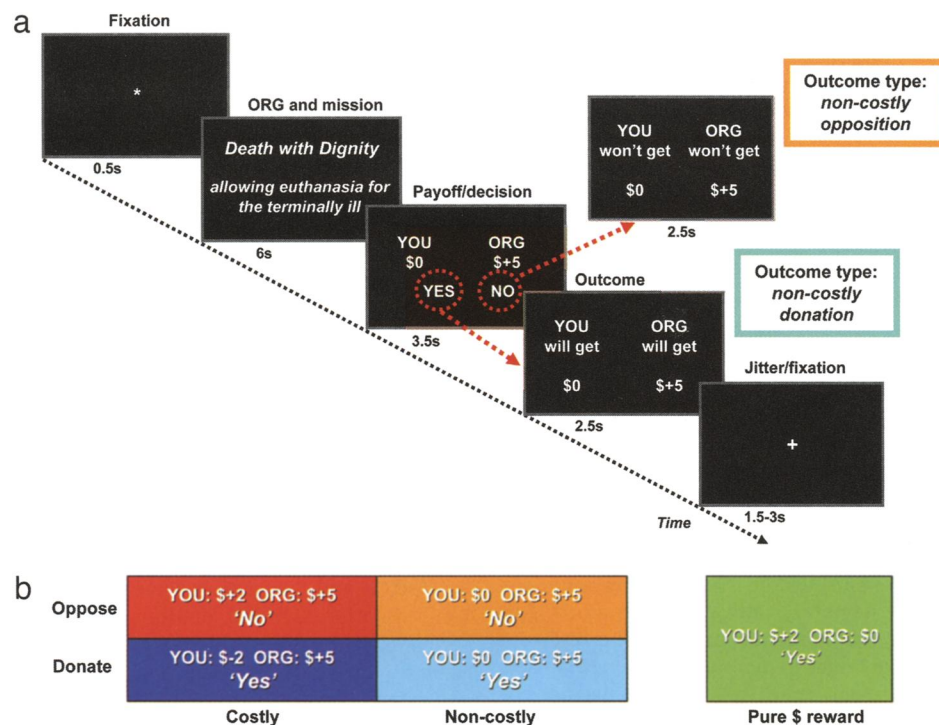 a
Fixation
*
0.5s
ORG and mission
Death with Dignity
allowing euthanasia for
the terminally ill
6s
Payoff/decision
YOU ORG
$0 $+5
YES NO
3.5s
YOU ORG
won't get won't get
$0 $+5
2.5s
Outcome type:
non-costly
opposition
Outcome
YOU ORG
will get will get
$0 $+5
2.5s
Outcome type:
non-costly
donation
Jitter/fixation
+
1.5-3s
Time
b
Oppose
YOU: $+2 ORG: $+5
'No'
YOU: $0 ORG: $+5
'No'
Donate
YOU: $-2 ORG: $+5
'Yes'
YOU: $0 ORG: $+5
'Yes'
Costly Non-costly
YOU: $+2 ORG: $0
'Yes'
Pure $ reward